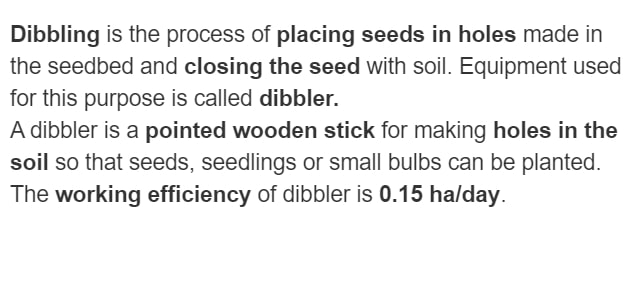 Dibbling is the process of placing seeds in holes made in
the seedbed and closing the seed with soil. Equipment used
for this purpose is called dibbler.
A dibbler is a pointed wooden stick for making holes in the
soil so that seeds, seedlings or small bulbs can be planted.
The working efficiency of dibbler is 0.15 ha/day.